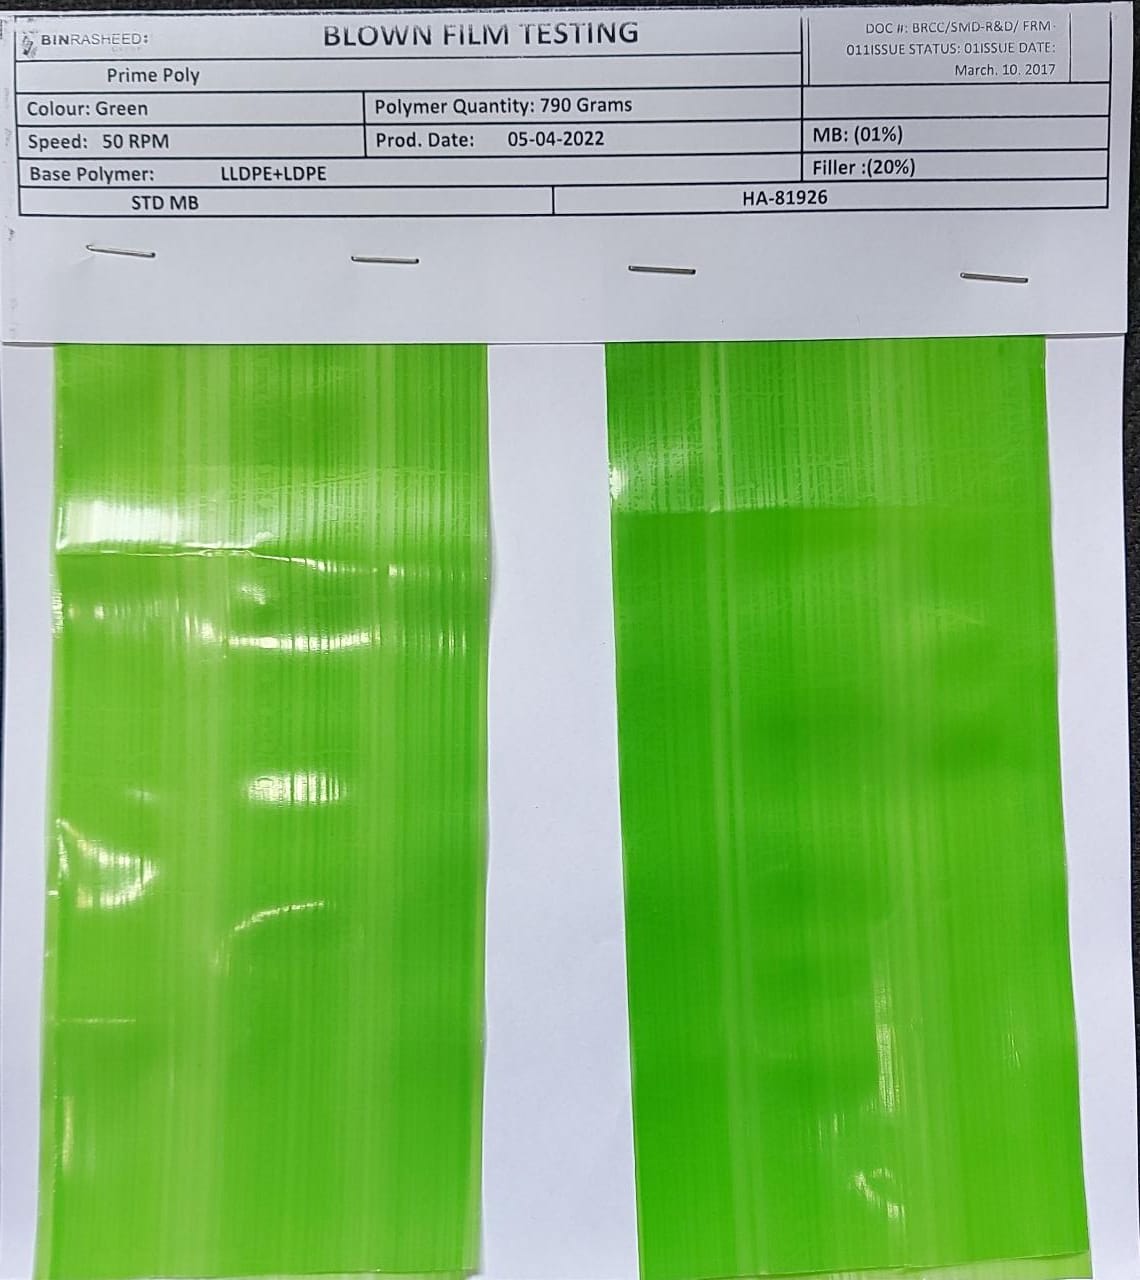 BINRASHEED:
BLOWN FILM TESTING
DOC #: BRCC/SMD-R&D/ FRM-
011ISSUE STATUS: 01ISSUE DATE:
March. 10. 2017
Prime Poly
Colour: Green
Polymer Quantity: 790 Grams
Speed: 50 RPM
Prod. Date: 05-04-2022
MB: (01%)
Base Polymer: LLDPE+LDPE
Filler :(20%)
STD MB
HA-81926